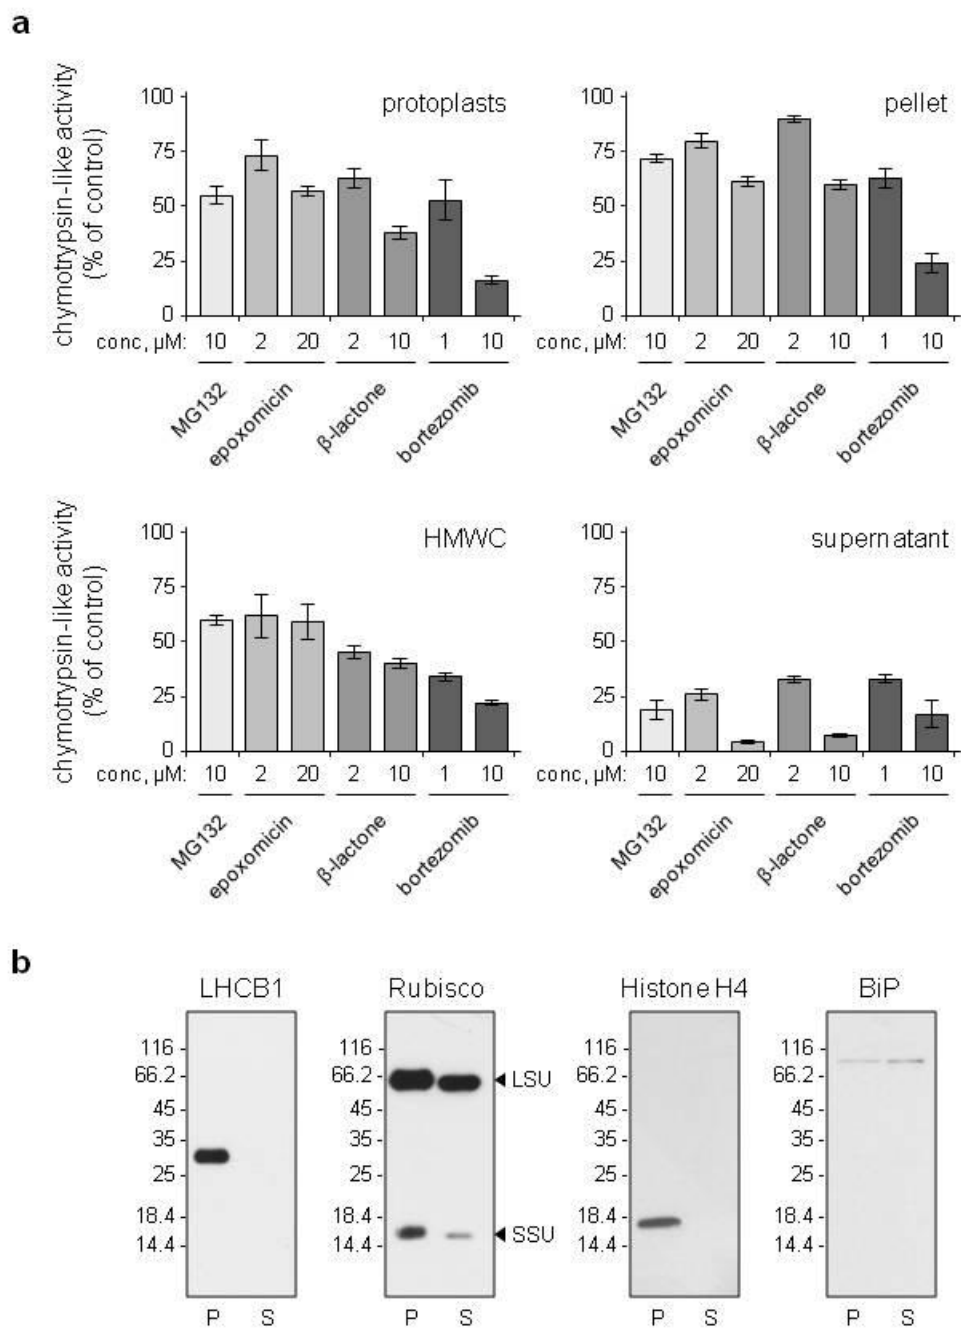 a
chymotrypsin-like activity
(% of control)
100
75
50
25
0
protoplasts
conc, µM: 10 2 20 2 10 1 10
MG132
epoxomicin
β-lactone
bortezomib
100
75
50
25
0
pellet
conc, µM: 10 2 20 2 10 1 10
MG132
epoxomicin
β-lactone
bortezomib
chymotrypsin-like activity
(% of control)
100
75
50
25
0
HMWC
conc, µM: 10 2 20 2 10 1 10
MG132
epoxomicin
β-lactone
bortezomib
100
75
50
25
0
supernatant
conc, µM: 10 2 20 2 10 1 10
MG132
epoxomicin
β-lactone
bortezomib
b
LHCB1
116 -
66.2 -
45 -
35 -
25 -
18.4 -
14.4 -
P S
Rubisco
116 -
66.2 -
45 -
35 -
25 -
18.4 -
14.4 -
◄ LSU
◄ SSU
P S
Histone H4
116 -
66.2 -
45 -
35 -
25 -
18.4 -
14.4 -
P S
BiP
116 -
66.2 -
45 -
35 -
25 -
18.4 -
14.4 -
P S